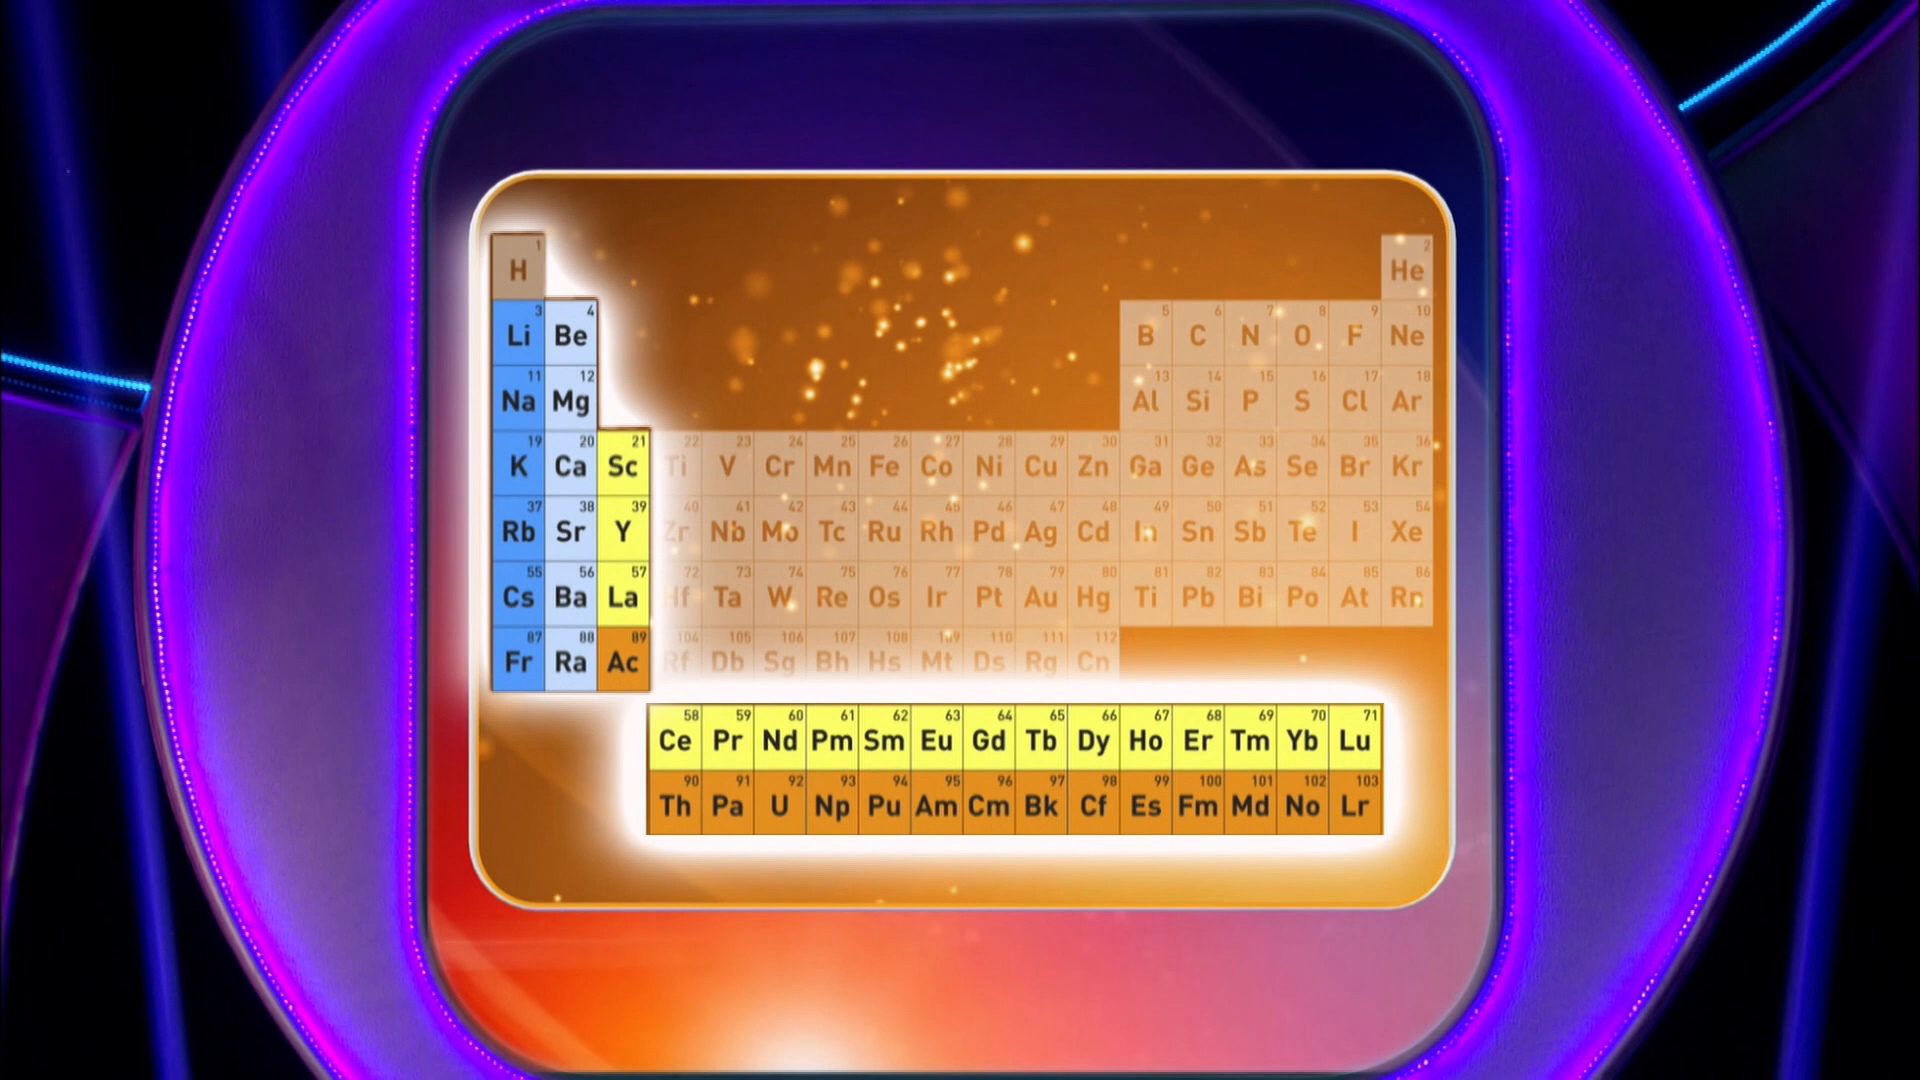 1 2
H He
3 4 5 6 7 8 9 10
Li Be B C N O F Ne
11 12 13 14 15 16 17 18
Na Mg Al Si P S Cl Ar
19 20 21 22 23 24 25 26 27 28 29 30 31 32 33 34 35 36
K Ca Sc Ti V Cr Mn Fe Co Ni Cu Zn Ga Ge As Se Br Kr
37 38 39 40 41 42 43 44 45 46 47 48 49 50 51 52 53 54
Rb Sr Y Zr Nb Mo Tc Ru Rh Pd Ag Cd In Sn Sb Te I Xe
55 56 57 72 73 74 75 76 77 78 79 80 81 82 83 84 85 86
Cs Ba La Hf Ta W Re Os Ir Pt Au Hg Ti Pb Bi Po At Rn
87 88 89 104 105 106 107 108 109 110 111 112
Fr Ra Ac Rf Db Sg Bh Hs Mt Ds Rg Cn
58 59 60 61 62 63 64 65 66 67 68 69 70 71
Ce Pr Nd Pm Sm Eu Gd Tb Dy Ho Er Tm Yb Lu
90 91 92 93 94 95 96 97 98 99 100 101 102 103
Th Pa U Np Pu Am Cm Bk Cf Es Fm Md No Lr